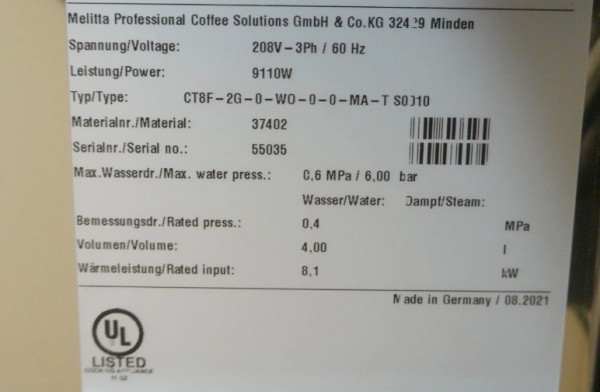 Melitta Professional Coffee Solutions GmbH & Co.KG 32429 Minden
Spannung/Voltage: 208V-3Ph / 60 Hz
Leistung/Power: 9110W
Typ/Type: CT8F-2G-0-WO-0-0-MA-T S0010
Materialnr./Material: 37402
Serialnr./Serial no.: 55035
Max.Wasserdr./Max. water press.: 0,6 MPa / 6,00 bar
Wasser/Water: Dampf/Steam:
Bemessungsdr./Rated press.: 0,4 MPa
Volumen/Volume: 4,00 l
Wärmeleistung/Rated input: 8,1 kW
Made in Germany / 08.2021
UL
LISTED
COOKING APPLIANCE